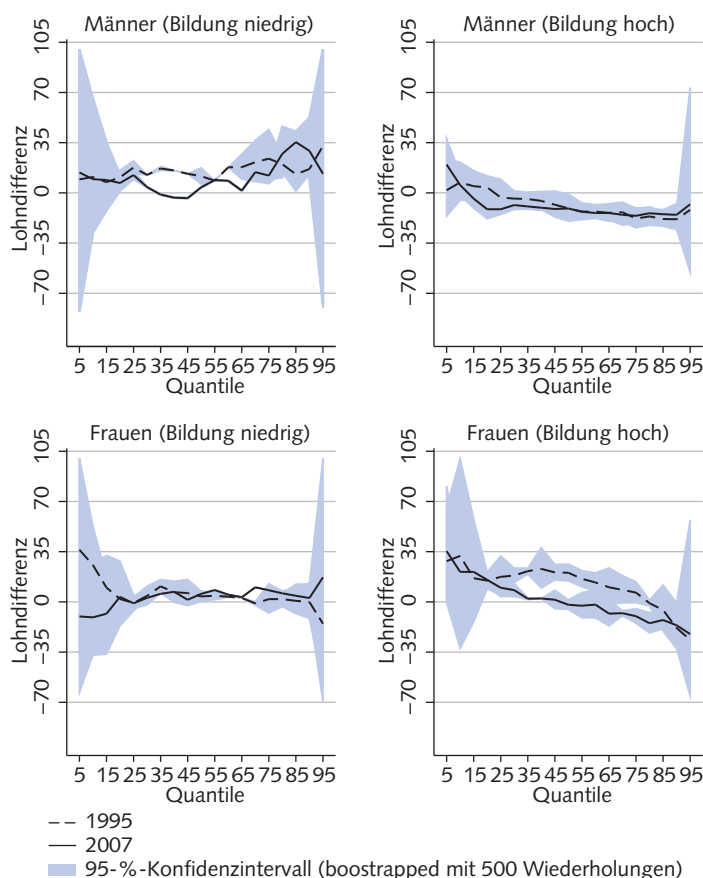 Männer (Bildung niedrig)
Lohndifferenz
105
70
35
0
−35
−70
5 15 25 35 45 55 65 75 85 95
Quantile
Männer (Bildung hoch)
Lohndifferenz
105
70
35
0
−35
−70
5 15 25 35 45 55 65 75 85 95
Quantile
Frauen (Bildung niedrig)
Lohndifferenz
105
70
35
0
−35
−70
5 15 25 35 45 55 65 75 85 95
Quantile
Frauen (Bildung hoch)
Lohndifferenz
105
70
35
0
−35
−70
5 15 25 35 45 55 65 75 85 95
Quantile
1995
2007
95-%-Konfidenzintervall (boostrapped mit 500 Wiederholungen)